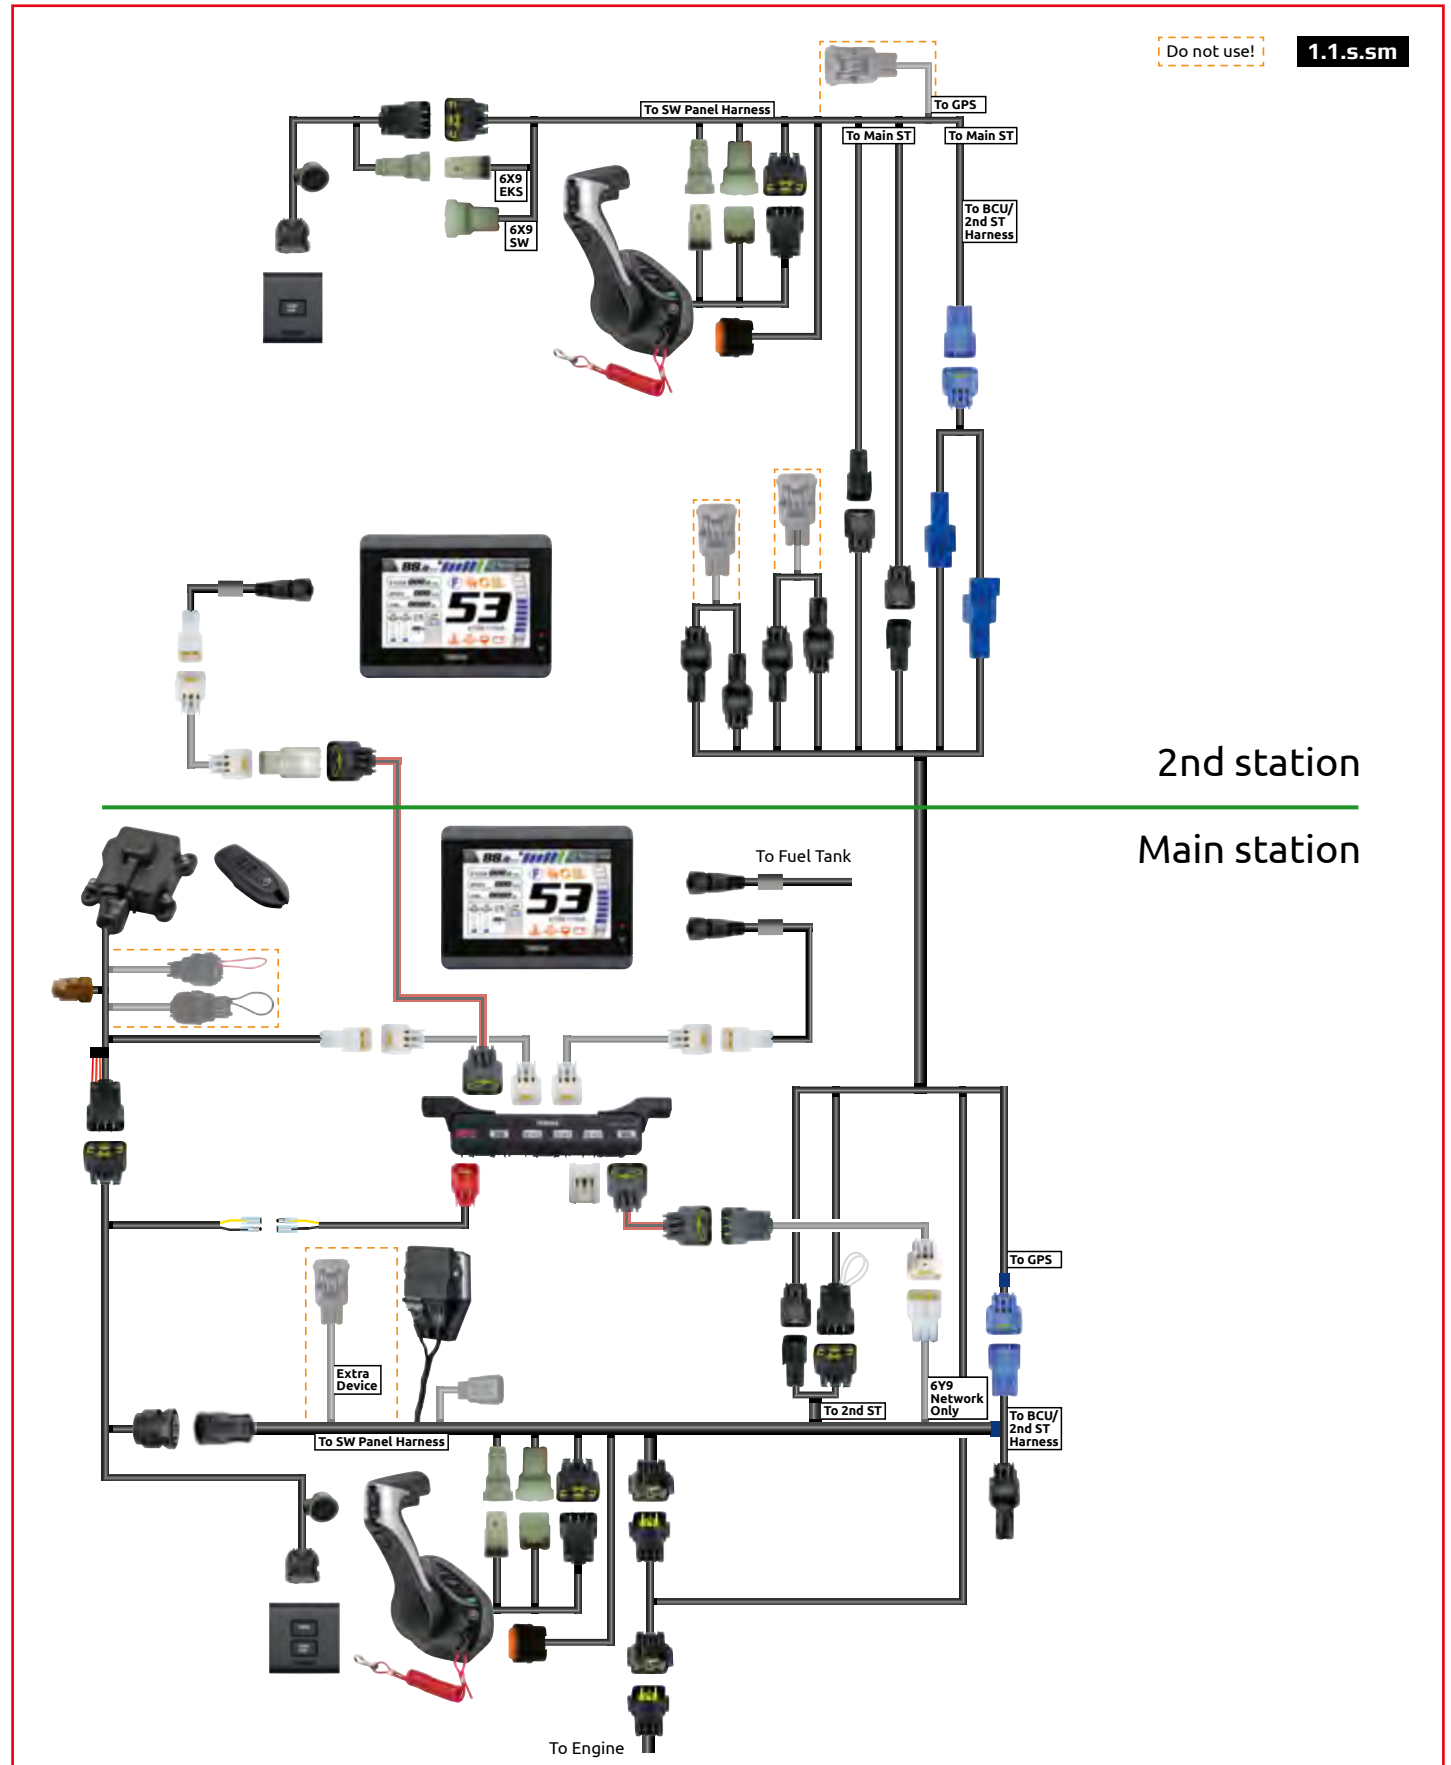 Do not use!
1.1.s.sm
To GPS
To SW Panel Harness
To Main ST
To Main ST
6X9
EKS
6X9
SW
To BCU/
2nd ST
Harness
53
2nd station
Main station
To Fuel Tank
53
To GPS
Extra
Device
6Y9
Network
Only
To 2nd ST
To BCU/
2nd ST
Harness
To SW Panel Harness
To Engine